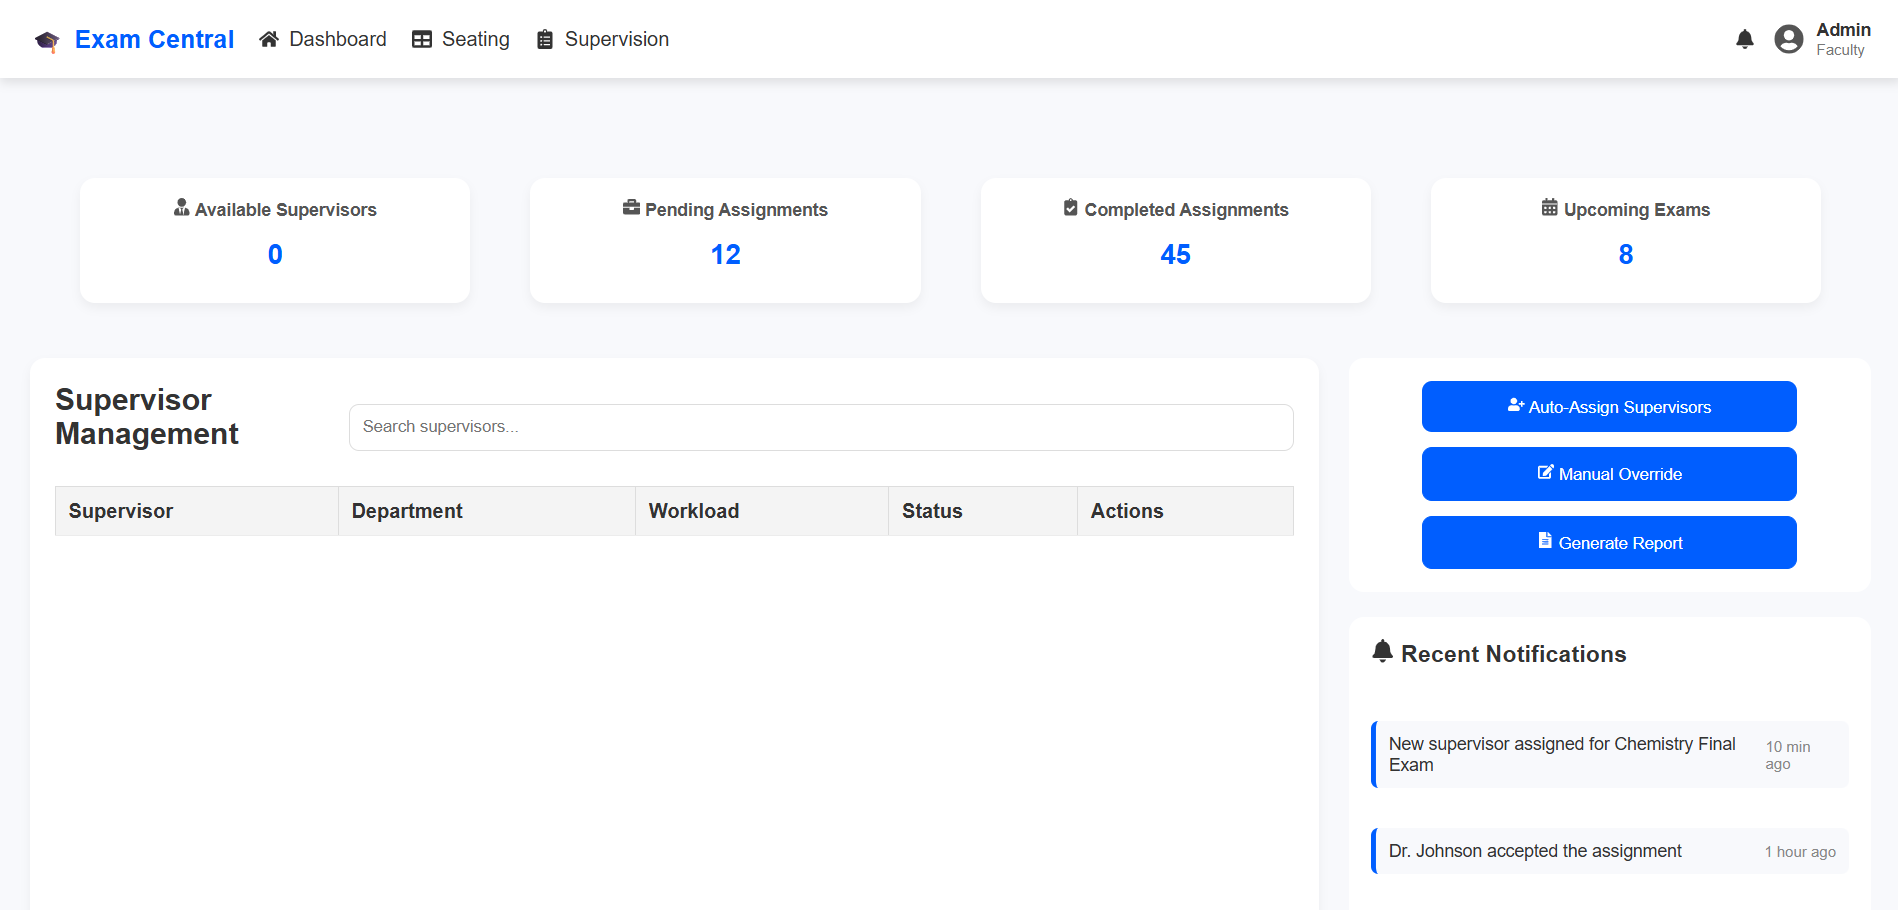 Exam Central
Dashboard
Seating
Supervision
Admin
Faculty
Available Supervisors
0
Pending Assignments
12
Completed Assignments
45
Upcoming Exams
8
Supervisor
Management
Search supervisors...
Supervisor
Department
Workload
Status
Actions
Auto-Assign Supervisors
Manual Override
Generate Report
Recent Notifications
New supervisor assigned for Chemistry Final
Exam
10 min
ago
Dr. Johnson accepted the assignment
1 hour ago